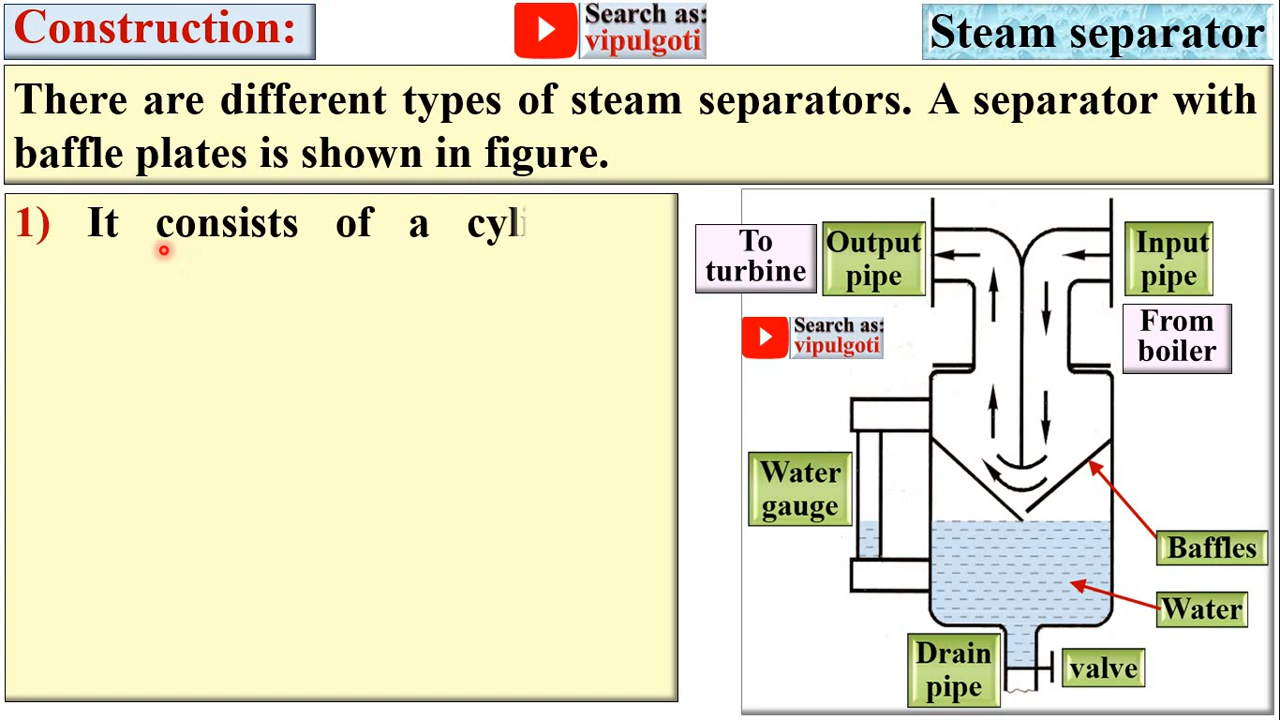 Construction:
Search as:
vipulgoti
Steam separator
There are different types of steam separators. A separator with
baffle plates is shown in figure.
1) It consists of a cyli
To
turbine
Output
pipe
Input
pipe
Search as:
vipulgoti
From
boiler
Water
gauge
Baffles
Water
Drain
pipe
valve